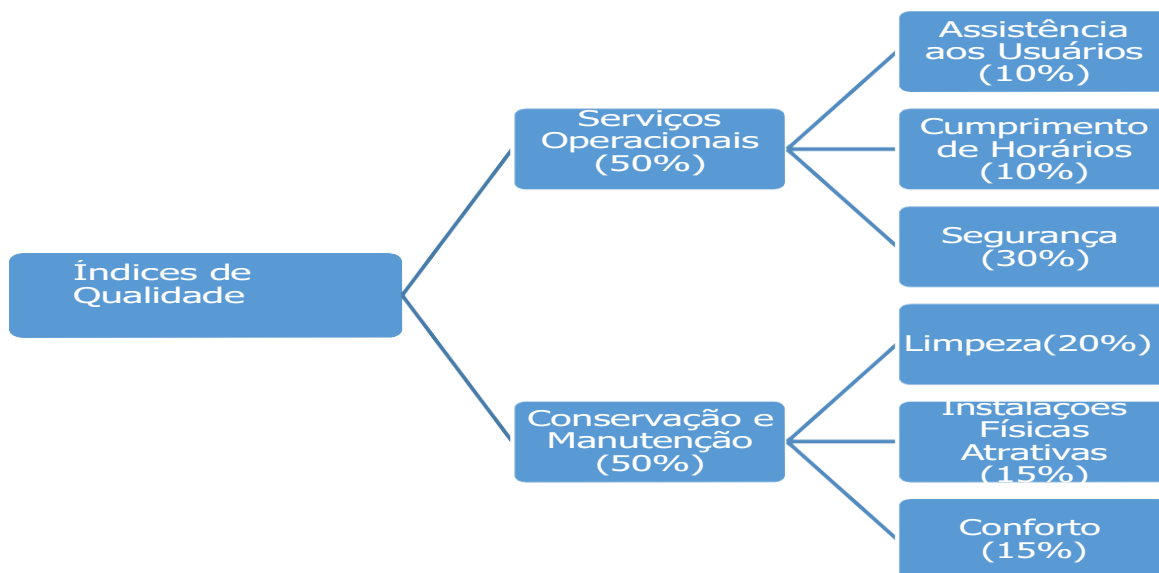 Índices de
Qualidade
Serviços
Operacionais
(50%)
Assistência
aos Usuários
(10%)
Cumprimento
de Horários
(10%)
Segurança
(30%)
Conservação e
Manutenção
(50%)
Limpeza(20%)
Instalações
Físicas
Atrativas
(15%)
Conforto
(15%)